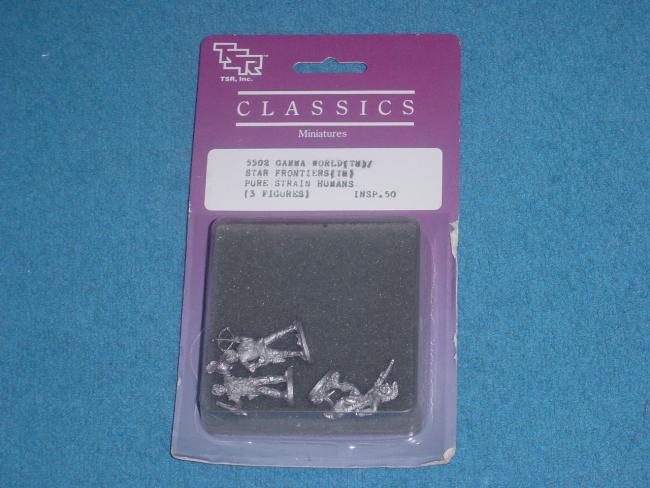 TSR
TM
TSR, Inc.
CLASSICS
Miniatures
5502 GAMMA WORLD(TM)/
STAR FRONTIERS(TM)
PURE STRAIN HUMANS
(3 FIGURES) INSP.50